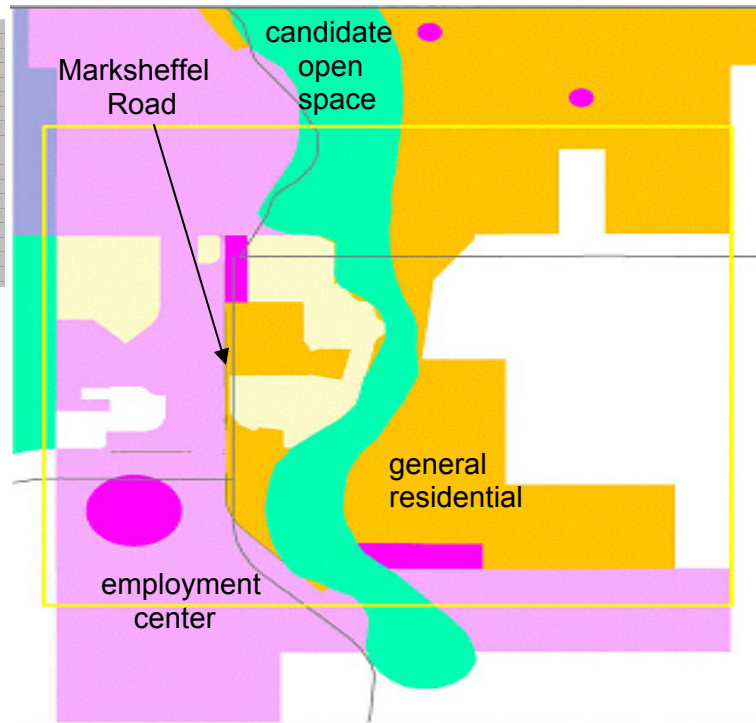 candidate
open
space
Marksheffel
Road
general
residential
employment
center